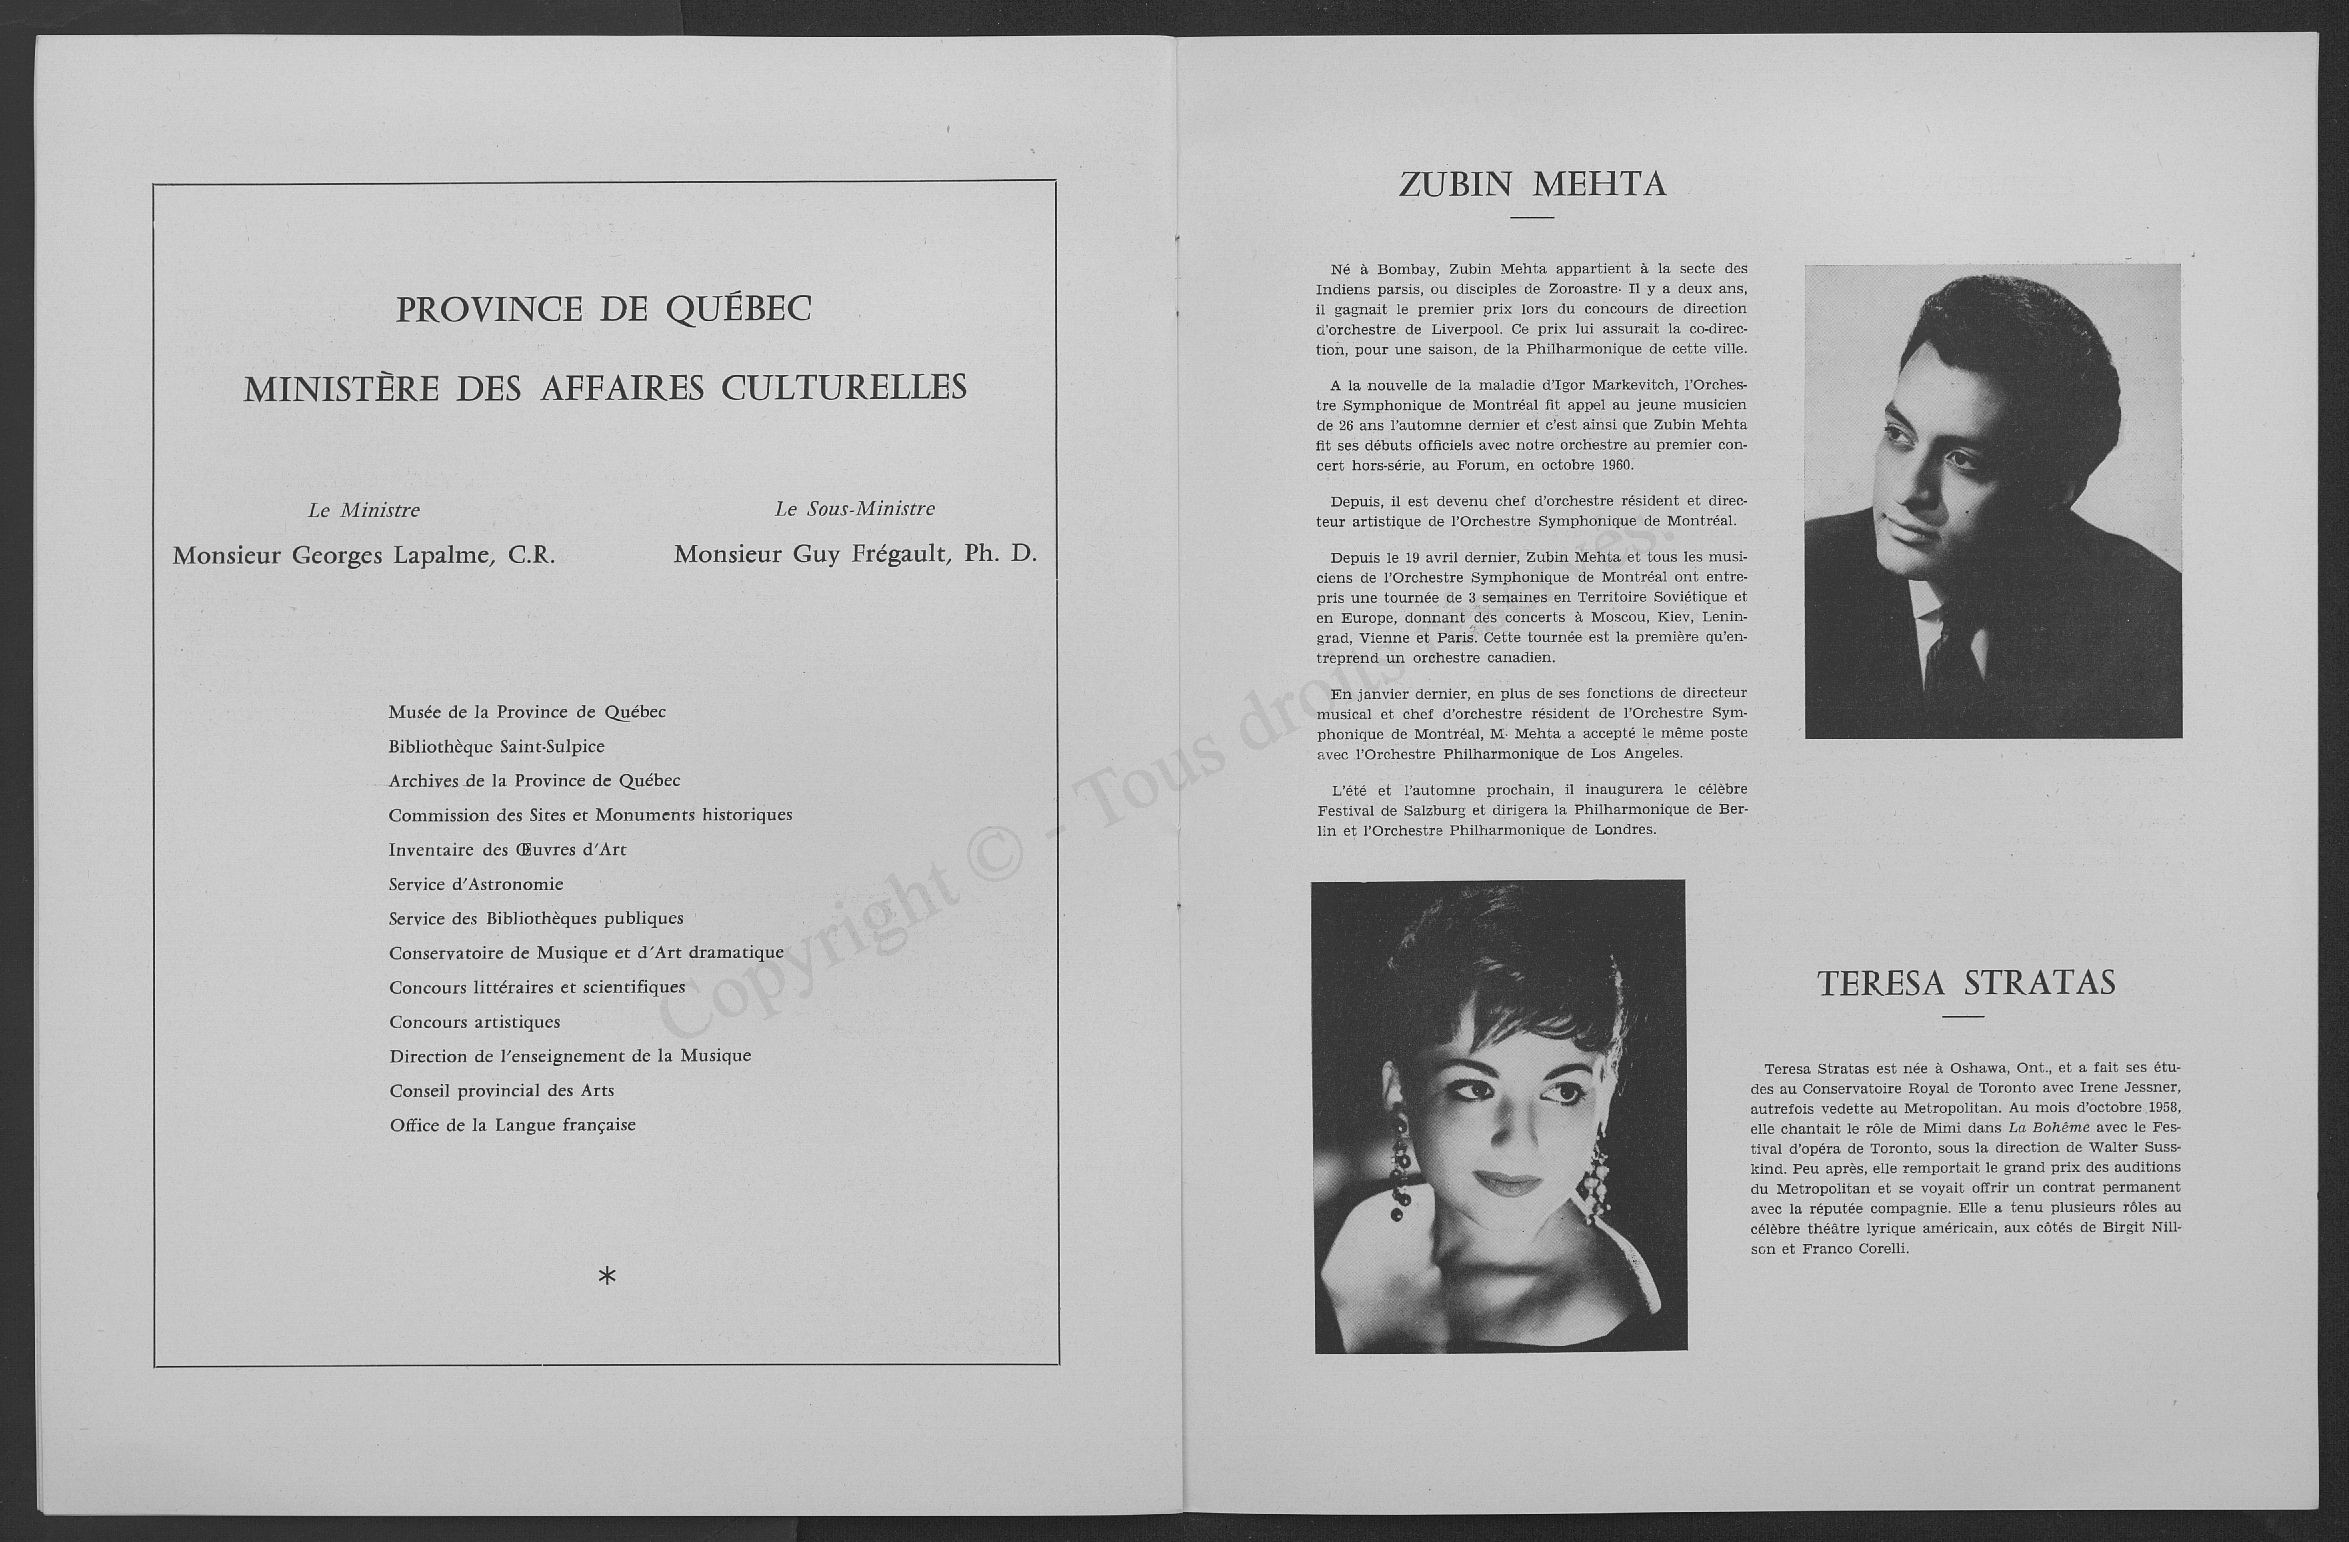 PROVINCE DE QUÉBEC
MINISTÈRE DES AFFAIRES CULTURELLES
Le Ministre
Monsieur Georges Lapalme, C.R.
Le Sous-Ministre
Monsieur Guy Frégault, Ph. D.
Musée de la Province de Québec
Bibliothèque Saint-Sulpice
Archives de la Province de Québec
Commission des Sites et Monuments historiques
Inventaire des Œuvres d'Art
Service d'Astronomie
Service des Bibliothèques publiques
Conservatoire de Musique et d'Art dramatique
Concours littéraires et scientifiques
Concours artistiques
Direction de l'enseignement de la Musique
Conseil provincial des Arts
Office de la Langue française
*
ZUBIN MEHTA
Né à Bombay, Zubin Mehta appartient à la secte des
Indiens parsis, ou disciples de Zoroastre. Il y a deux ans,
il gagnait le premier prix lors du concours de direction
d'orchestre de Liverpool. Ce prix lui assurait la co-direc-
tion, pour une saison, de la Philharmonique de cette ville.
A la nouvelle de la maladie d'Igor Markevitch, l'Orches-
tre Symphonique de Montréal fit appel au jeune musicien
de 26 ans l'automne dernier et c'est ainsi que Zubin Mehta
fit ses débuts officiels avec notre orchestre au premier con-
cert hors-série, au Forum, en octobre 1960.
Depuis, il est devenu chef d'orchestre résident et direc-
teur artistique de l'Orchestre Symphonique de Montréal.
Depuis le 19 avril dernier, Zubin Mehta et tous les musi-
ciens de l'Orchestre Symphonique de Montréal ont entre-
pris une tournée de 3 semaines en Territoire Soviétique et
en Europe, donnant des concerts à Moscou, Kiev, Lenin-
grad, Vienne et Paris. Cette tournée est la première qu'en-
treprend un orchestre canadien.
En janvier dernier, en plus de ses fonctions de directeur
musical et chef d'orchestre résident de l'Orchestre Sym-
phonique de Montréal, M. Mehta a accepté le même poste
avec l'Orchestre Philharmonique de Los Angeles.
L'été et l'automne prochain, il inaugurera le célèbre
Festival de Salzburg et dirigera la Philharmonique de Ber-
lin et l'Orchestre Philharmonique de Londres.
TERESA STRATAS
Teresa Stratas est née à Oshawa, Ont., et a fait ses étu-
des au Conservatoire Royal de Toronto avec Irene Jessner,
autrefois vedette au Metropolitan. Au mois d'octobre 1958,
elle chantait le rôle de Mimi dans La Bohême avec le Fes-
tival d'opéra de Toronto, sous la direction de Walter Suss-
kind. Peu après, elle remportait le grand prix des auditions
du Metropolitan et se voyait offrir un contrat permanent
avec la réputée compagnie. Elle a tenu plusieurs rôles au
célèbre théâtre lyrique américain, aux côtés de Birgit Nill-
son et Franco Corelli.
Copyright © - Tous droits réservés.